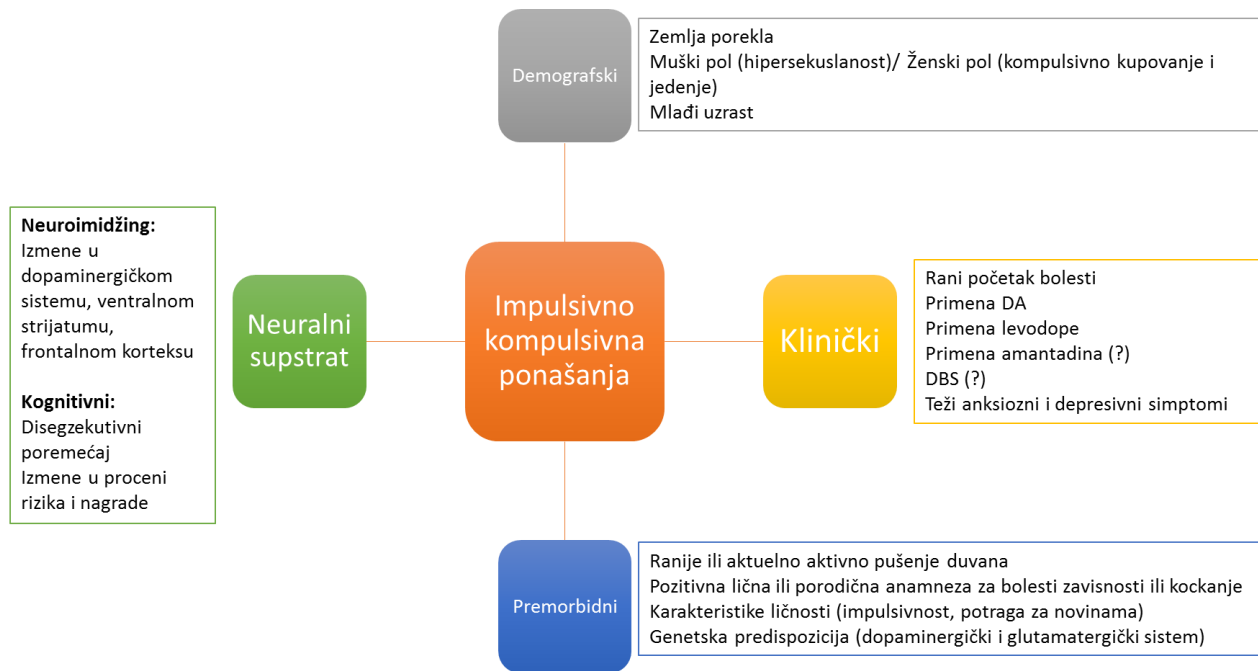 Demografski
Zemlja porekla
Muški pol (hipersekuslanost)/ Ženski pol (kompulsivno kupovanje i
jedenje)
Mlađi uzrast
Neuroimidžing:
Izmene u
dopaminergičkom
sistemu, ventralnom
strijatumu,
frontalnom korteksu
Kognitivni:
Disegzekutivni
poremećaj
Izmene u proceni
rizika i nagrade
Neuralni
supstrat
Impulsivno
kompulsivna
ponašanja
Klinički
Rani početak bolesti
Primena DA
Primena levodope
Primena amantadina (?)
DBS (?)
Teži anksiozni i depresivni simptomi
Premorbidni
Ranije ili aktuelno aktivno pušenje duvana
Pozitivna lična ili porodična anamneza za bolesti zavisnosti ili kockanje
Karakteristike ličnosti (impulsivnost, potraga za novinama)
Genetska predispozicija (dopaminergički i glutamatergički sistem)